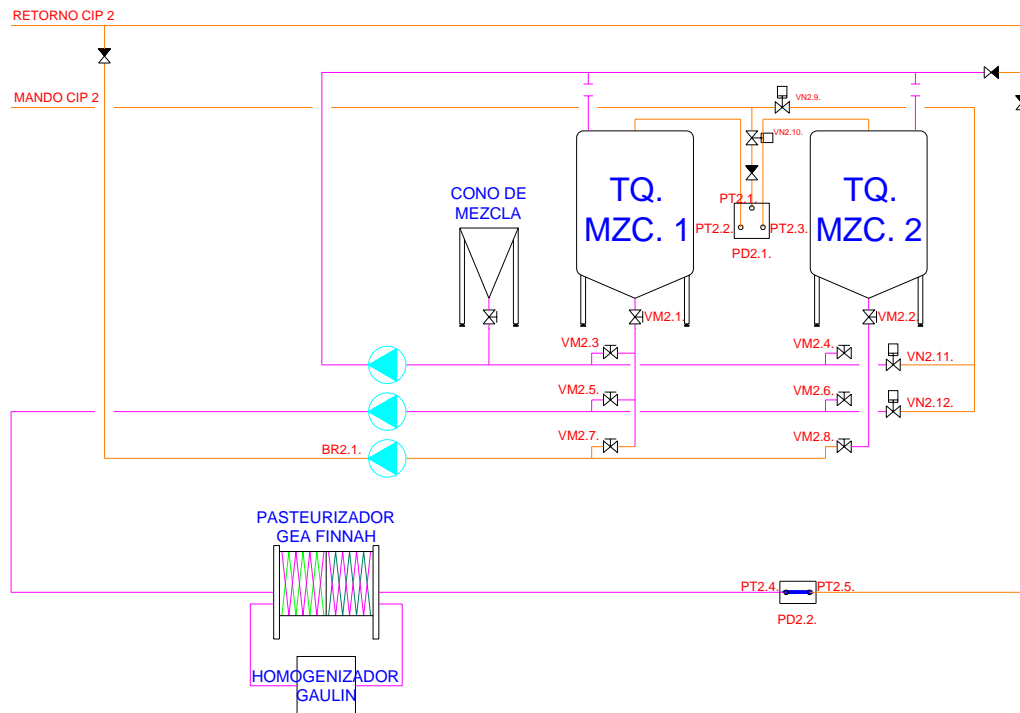 RETORNO CIP 2
MANDO CIP 2
VN2.9.
VN2.10.
CONO DE
MEZCLA
TQ.
MZC. 1
PT2.1.
PT2.2.
PT2.3.
PD2.1.
TQ.
MZC. 2
VM2.1.
VM2.2.
VM2.3
VM2.4.
VN2.11.
VM2.5.
VM2.6.
VN2.12.
BR2.1.
VM2.7.
VM2.8.
PASTEURIZADOR
GEA FINNAH
PT2.4.
PT2.5.
PD2.2.
HOMOGENIZADOR
GAULIN